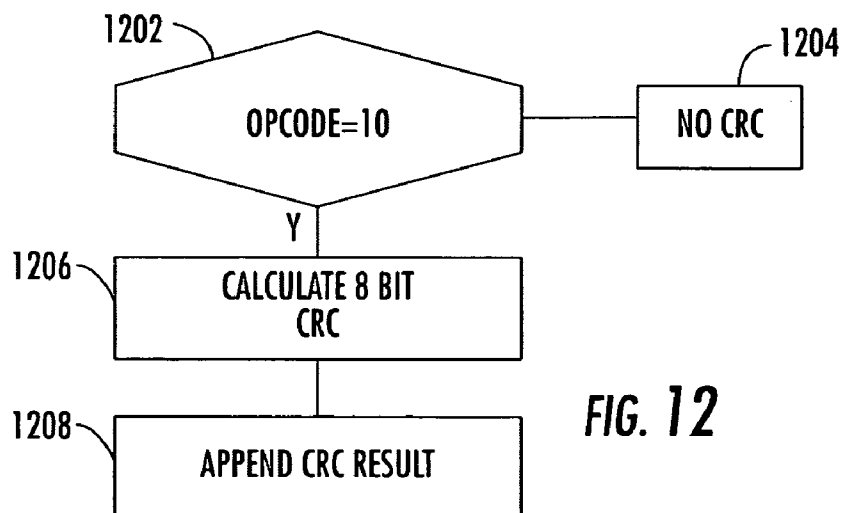 1202
1204
OPCODE=10
NO CRC
Y
1206
CALCULATE 8 BIT
CRC
1208
APPEND CRC RESULT
FIG. 12